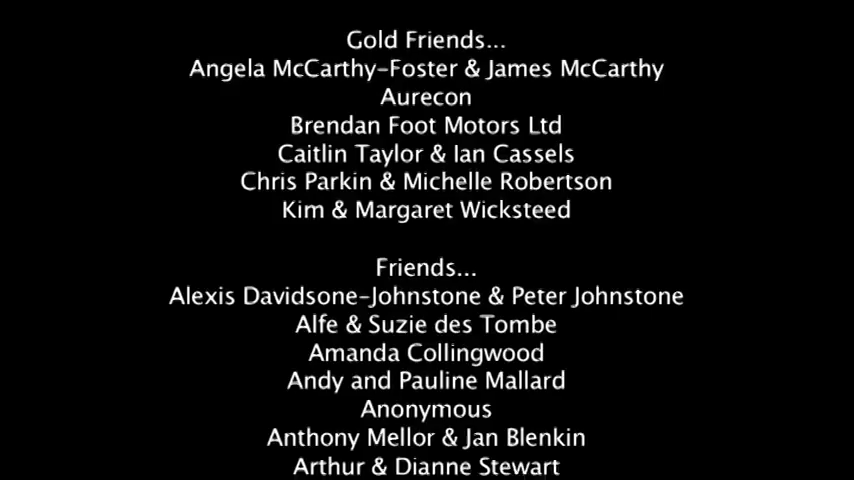 Gold Friends...
Angela McCarthy-Foster & James McCarthy
Aurecon
Brendan Foot Motors Ltd
Caitlin Taylor & Ian Cassels
Chris Parkin & Michelle Robertson
Kim & Margaret Wicksteed
Friends...
Alexis Davidsone-Johnstone & Peter Johnstone
Alfe & Suzie des Tombe
Amanda Collingwood
Andy and Pauline Mallard
Anonymous
Anthony Mellor & Jan Blenkin
Arthur & Dianne Stewart